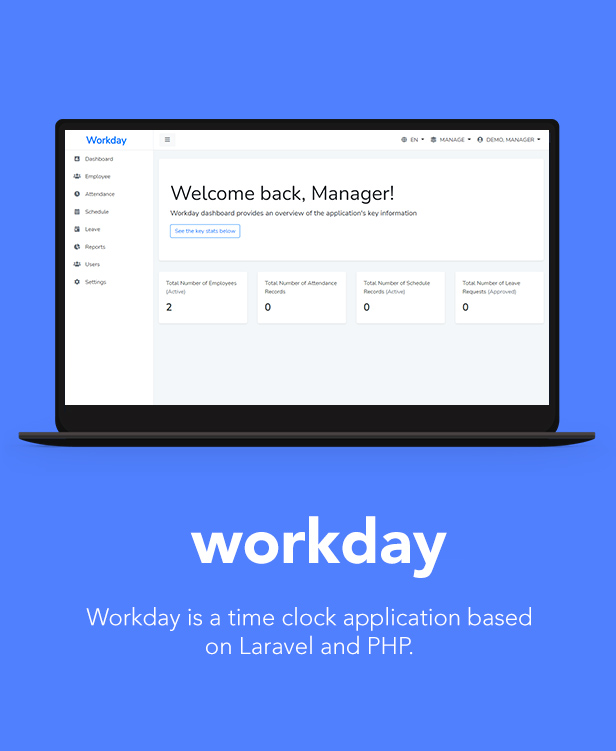 Workday
EN
MANAGE
DEMO, MANAGER
Dashboard
Employee
Attendance
Schedule
Leave
Reports
Users
Settings
Welcome back, Manager!
Workday dashboard provides an overview of the application's key information
See the key stats below
Total Number of Employees
(Active)
2
Total Number of Attendance
Records
0
Total Number of Schedule
Records (Active)
0
Total Number of Leave
Requests (Approved)
0
workday
Workday is a time clock application based
on Laravel and PHP.